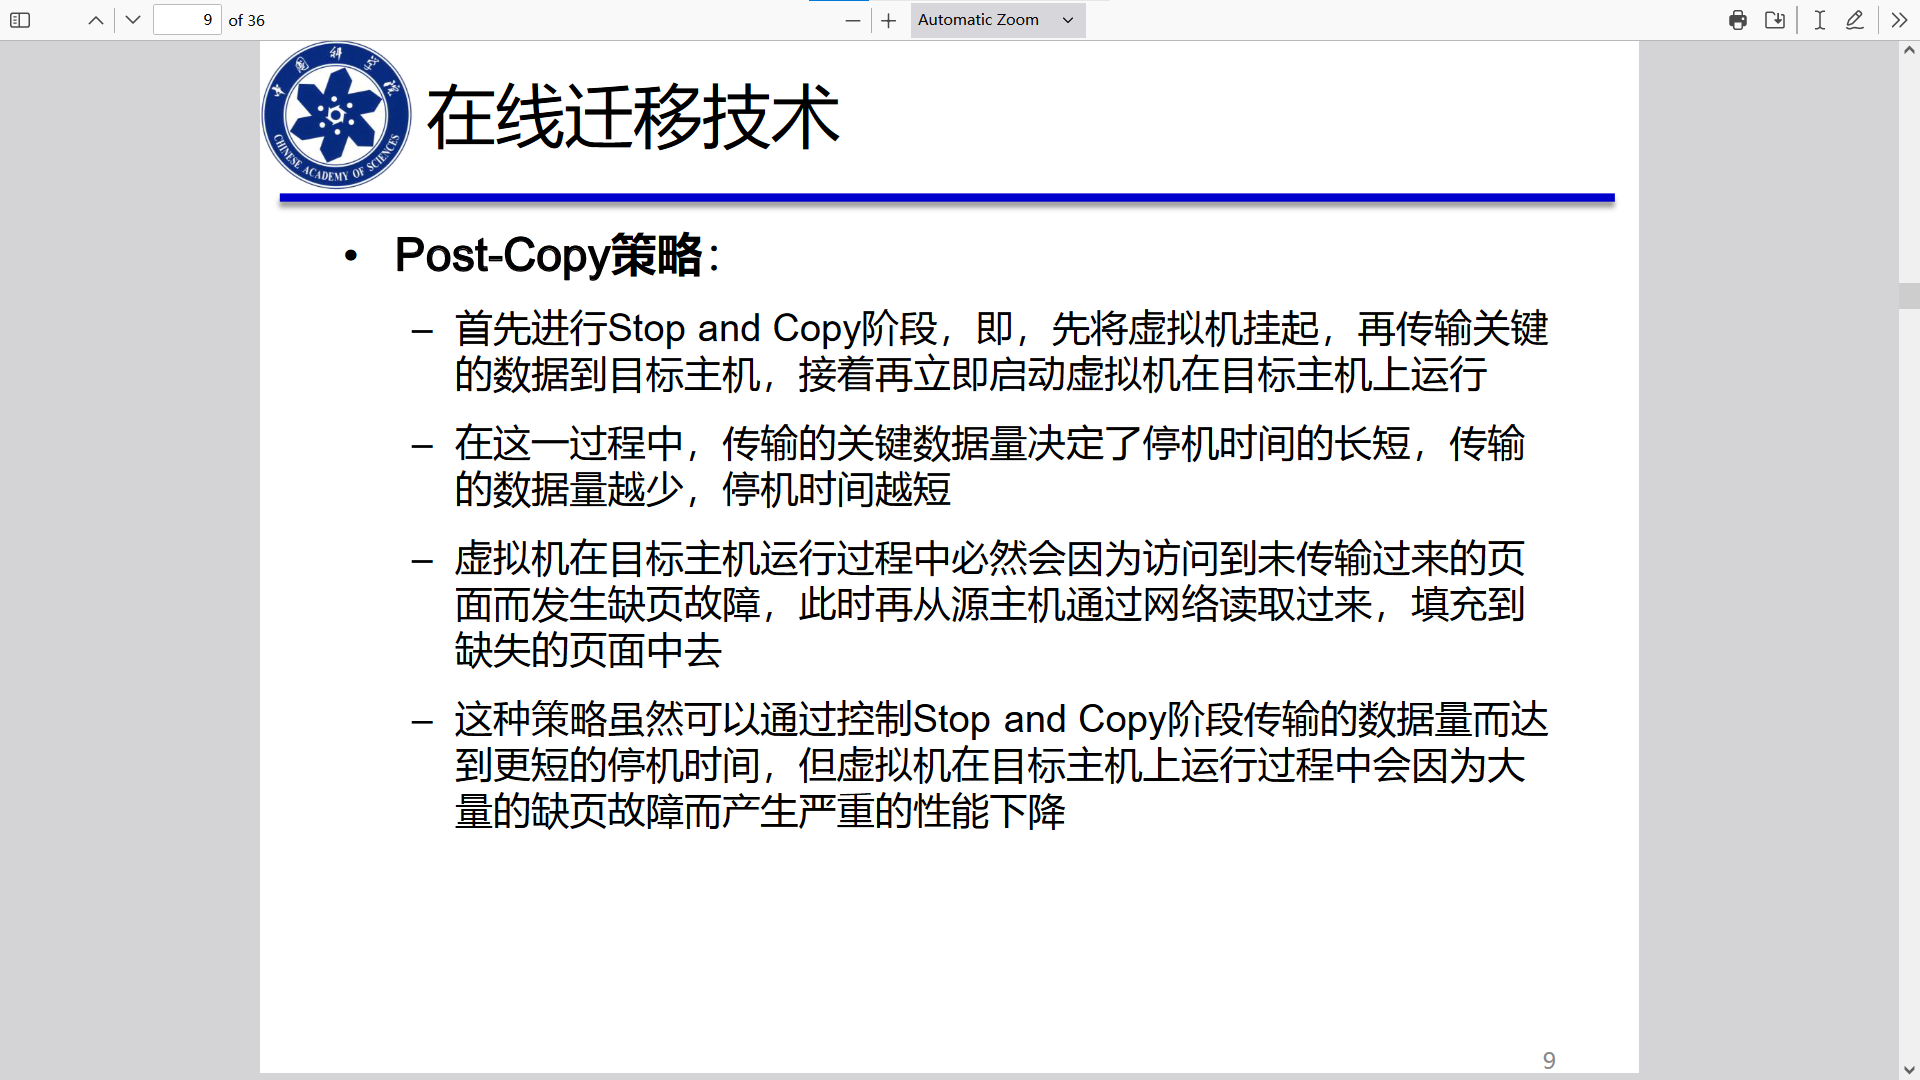 9 of 36
Automatic Zoom
中国科学院
CHINESE ACADEMY OF SCIENCES
在线迁移技术
• Post-Copy策略：
– 首先进行Stop and Copy阶段，即，先将虚拟机挂起，再传输关键
的数据到目标主机，接着再立即启动虚拟机在目标主机上运行
– 在这一过程中，传输的关键数据量决定了停机时间的长短，传输
的数据量越少，停机时间越短
– 虚拟机在目标主机运行过程中必然会因为访问到未传输过来的页
面而发生缺页故障，此时再从源主机通过网络读取过来，填充到
缺失的页面中去
– 这种策略虽然可以通过控制Stop and Copy阶段传输的数据量而达
到更短的停机时间，但虚拟机在目标主机上运行过程中会因为大
量的缺页故障而产生严重的性能下降
9